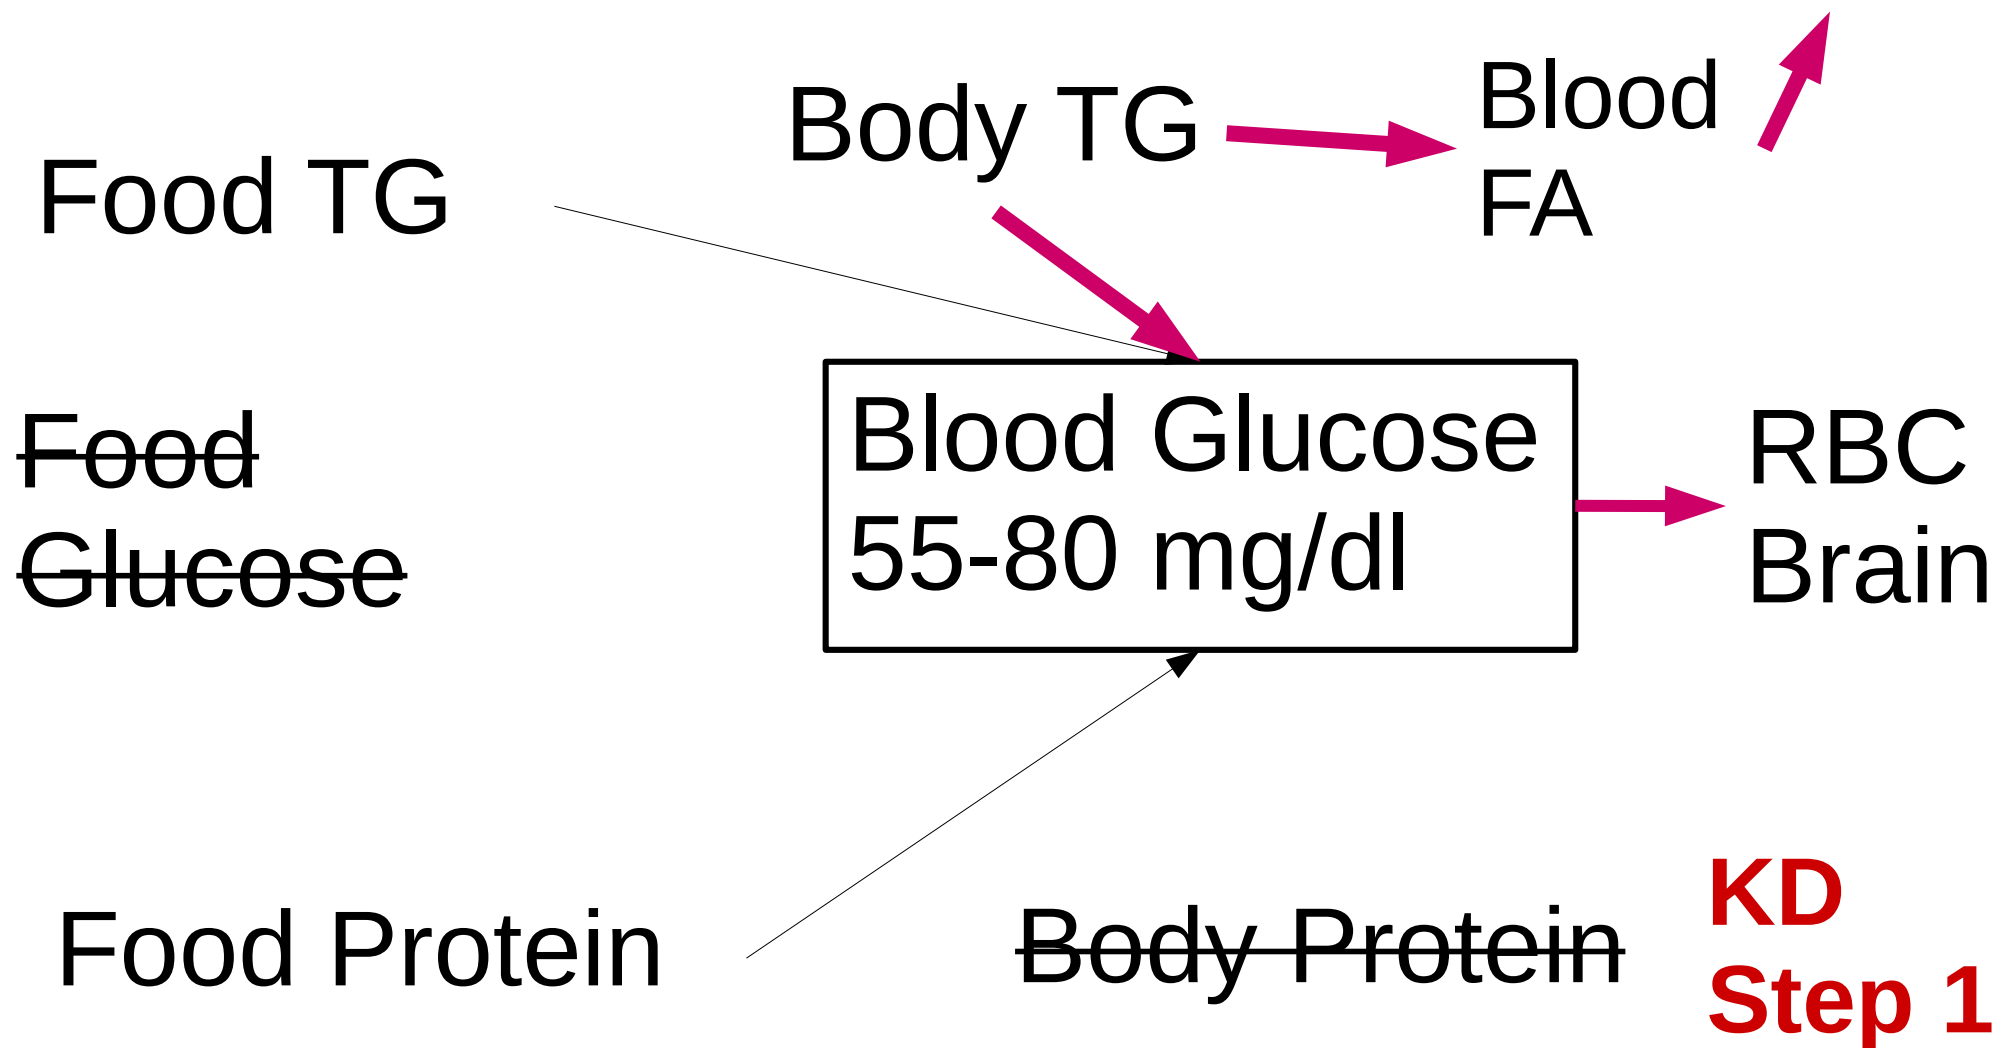 Body TG
Blood
FA
Food TG
Food
Glucose
Blood Glucose
55-80 mg/dl
RBC
Brain
Food Protein
Body Protein
KD
Step 1